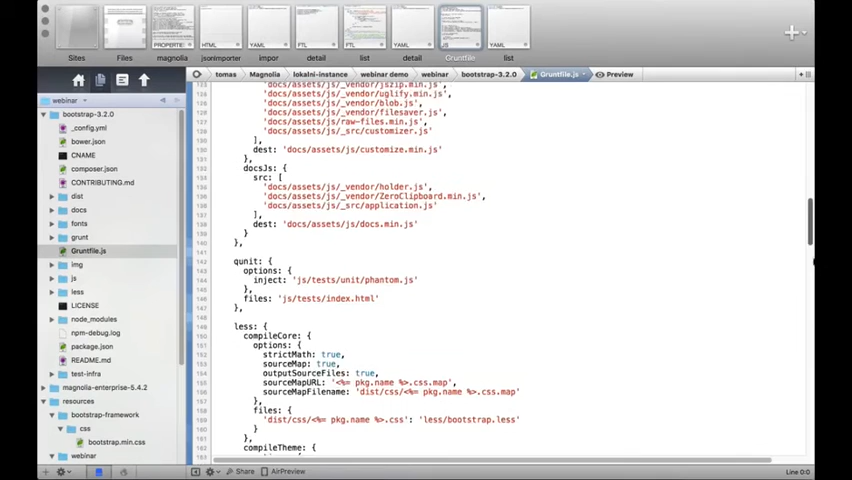 Sites
Files
magnolia
jsonImporter
impor
detail
list
detail
Gruntfile
list
PROPERTIE
HTML
YAML
FTL
FTL
YAML
JS
YAML
tomas
Magnolia
lokalni-instance
webinar demo
webinar
bootstrap-3.2.0
Gruntfile.js
Preview
webinar
bootstrap-3.2.0
_config.yml
bower.json
CNAME
composer.json
CONTRIBUTING.md
dist
docs
fonts
grunt
Gruntfile.js
img
js
less
LICENSE
node_modules
npm-debug.log
package.json
README.md
test-infra
magnolia-enterprise-5.4.2
resources
bootstrap-framework
css
bootstrap.min.css
webinar
'docs/assets/js/_vendor/jszip.min.js',
'docs/assets/js/_vendor/uglify.min.js',
'docs/assets/js/_vendor/blob.js',
'docs/assets/js/_vendor/filesaver.js',
'docs/assets/js/raw-files.min.js',
'docs/assets/js/_src/customizer.js'
],
dest: 'docs/assets/js/customize.min.js'
},
docsJs: {
src: [
'docs/assets/js/_vendor/holder.js',
'docs/assets/js/_vendor/ZeroClipboard.min.js',
'docs/assets/js/_src/application.js'
],
dest: 'docs/assets/js/docs.min.js'
}
},
qunit: {
options: {
inject: 'js/tests/unit/phantom.js'
},
files: 'js/tests/index.html'
},
less: {
compileCore: {
options: {
strictMath: true,
sourceMap: true,
outputSourceFiles: true,
sourceMapURL: '<%= pkg.name %>.css.map',
sourceMapFilename: 'dist/css/<%= pkg.name %>.css.map'
},
files: {
'dist/css/<%= pkg.name %>.css': 'less/bootstrap.less'
}
},
compileTheme: {
Share
AirPreview
Line 0:0